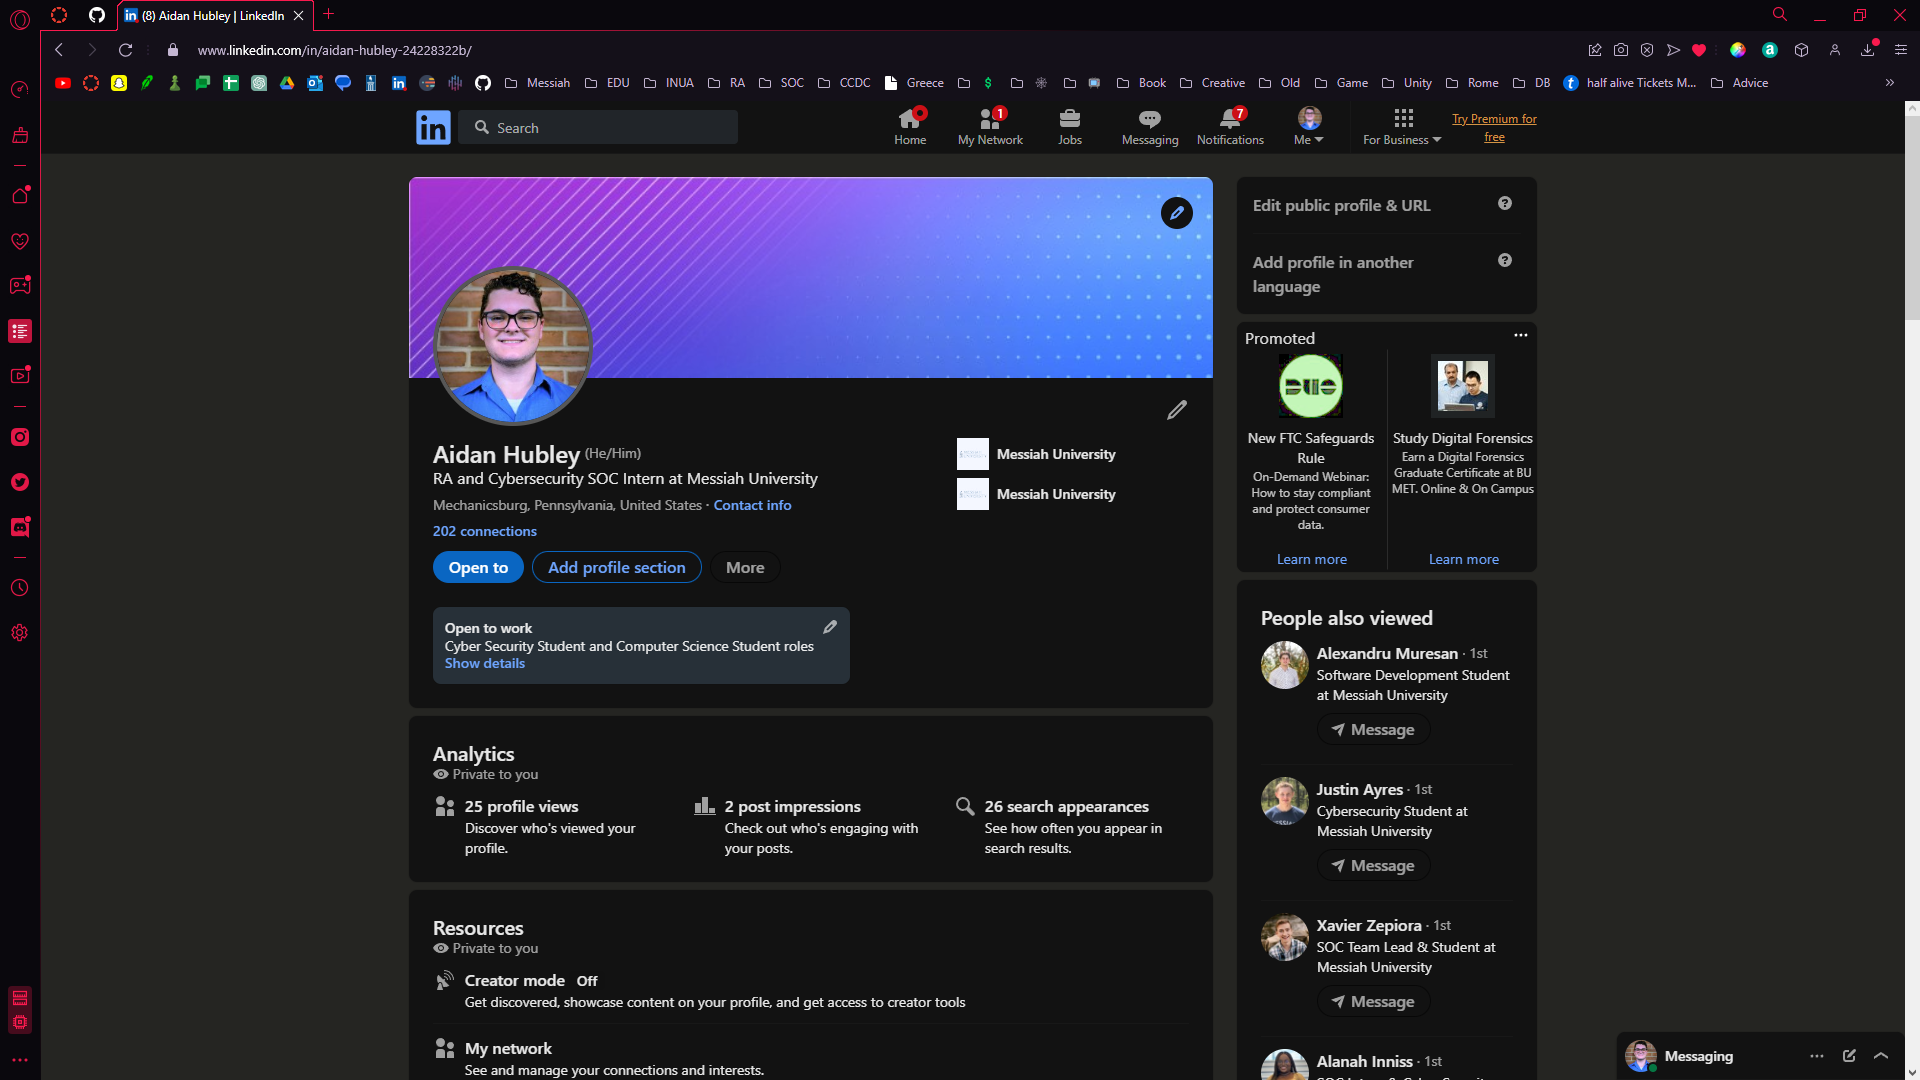 (8) Aidan Hubley | LinkedIn
www.linkedin.com/in/aidan-hubley-24228322b/
Messiah
EDU
INUA
RA
SOC
CCDC
Greece
$
Book
Creative
Old
Game
Unity
Rome
DB
half alive Tickets M...
Advice
in
Search
Home
1
My Network
Jobs
Messaging
7
Notifications
Me
For Business
Try Premium for
free
Aidan Hubley (He/Him)
RA and Cybersecurity SOC Intern at Messiah University
Mechanicsburg, Pennsylvania, United States · Contact info
202 connections
Open to
Add profile section
More
Messiah University
Messiah University
Open to work
Cyber Security Student and Computer Science Student roles
Show details
Analytics
Private to you
25 profile views
Discover who's viewed your
profile.
2 post impressions
Check out who's engaging with
your posts.
26 search appearances
See how often you appear in
search results.
Resources
Private to you
Creator mode Off
Get discovered, showcase content on your profile, and get access to creator tools
My network
See and manage your connections and interests.
Edit public profile & URL
Add profile in another
language
Promoted
DUO
New FTC Safeguards
Rule
On-Demand Webinar:
How to stay compliant
and protect consumer
data.
Learn more
Study Digital Forensics
Earn a Digital Forensics
Graduate Certificate at BU
MET. Online & On Campus
Learn more
People also viewed
Alexandru Muresan · 1st
Software Development Student
at Messiah University
Message
Justin Ayres · 1st
Cybersecurity Student at
Messiah University
Message
Xavier Zepiora · 1st
SOC Team Lead & Student at
Messiah University
Message
Alanah Inniss · 1st
Messaging